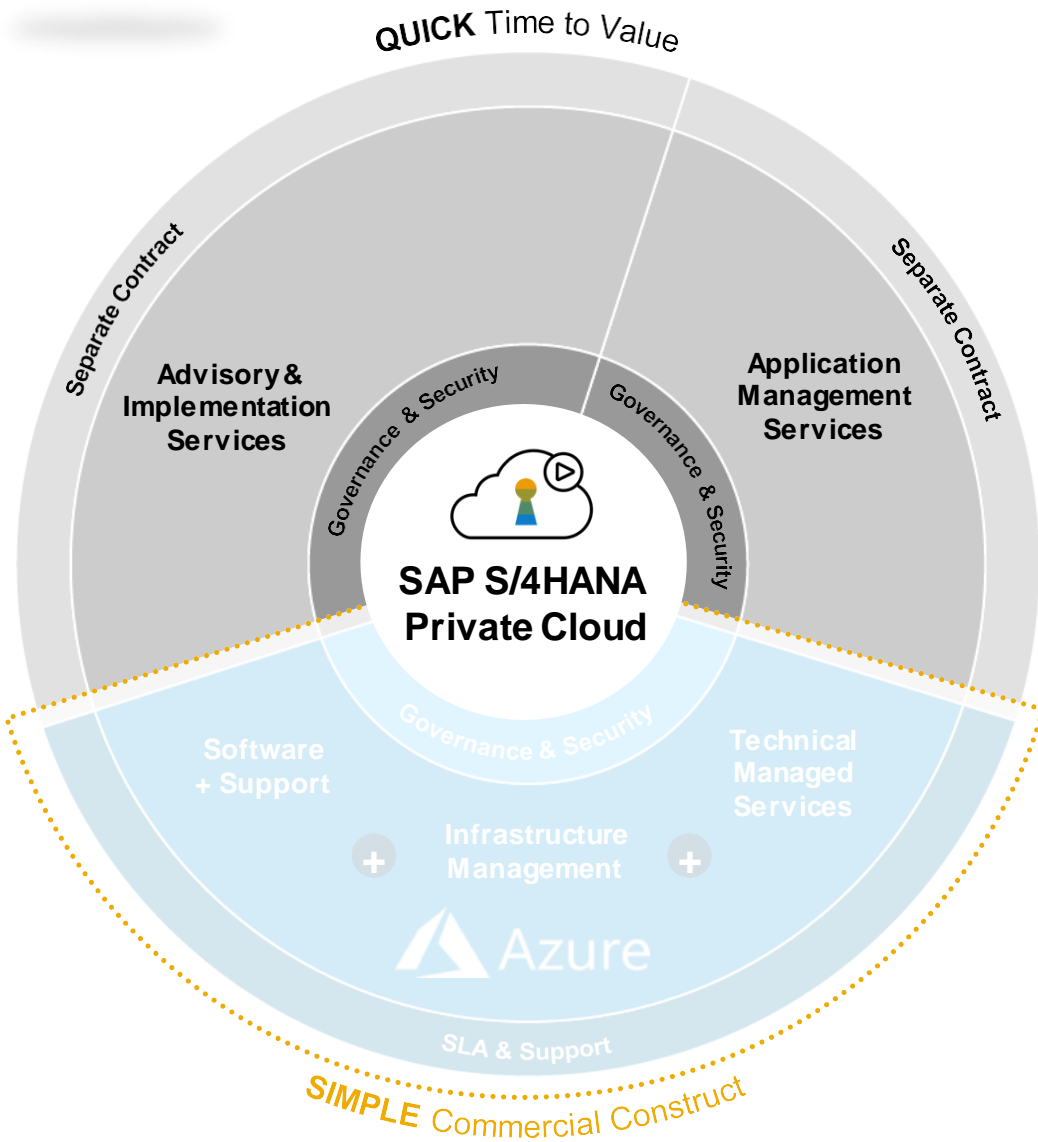 QUICK Time to Value
Separate Contract
Separate Contract
Advisory &
Implementation
Services
Application
Management
Services
Governance & Security
Governance & Security
SAP S/4HANA
Private Cloud
Governance & Security
Software
+ Support
Technical
Managed
Services
+
Infrastructure
Management
+
Azure
SLA & Support
SIMPLE Commercial Construct